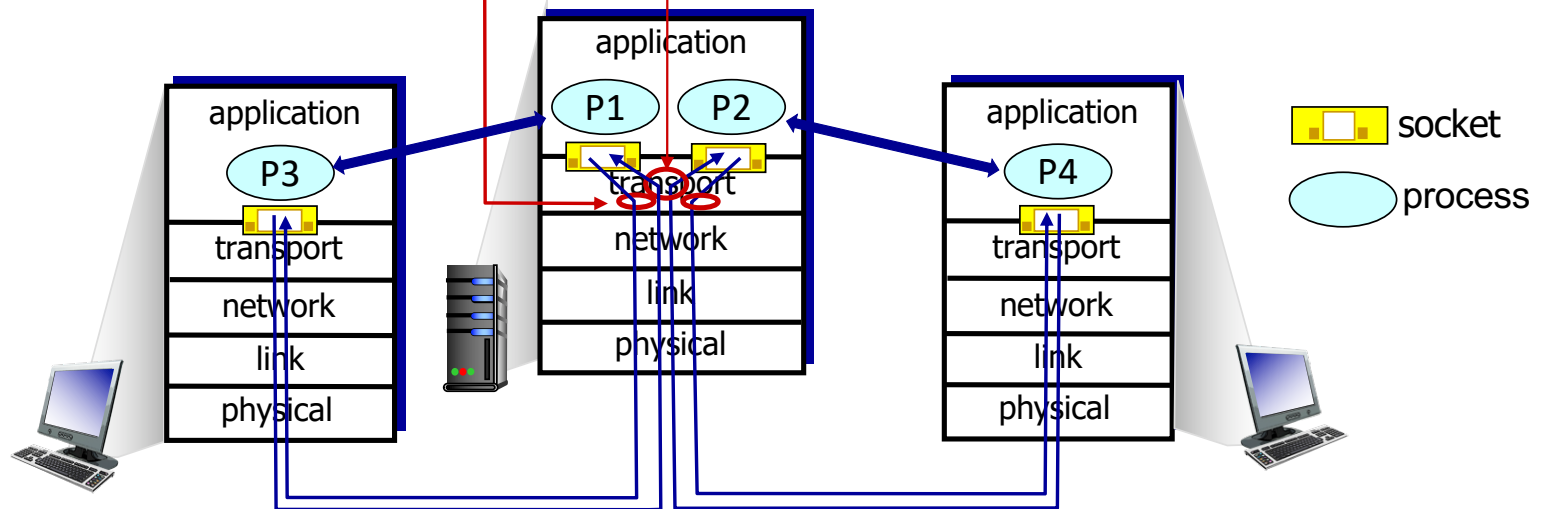 application
P3
transport
network
link
physical
application
P1
P2
transport
network
link
physical
application
P4
transport
network
link
physical
socket
process